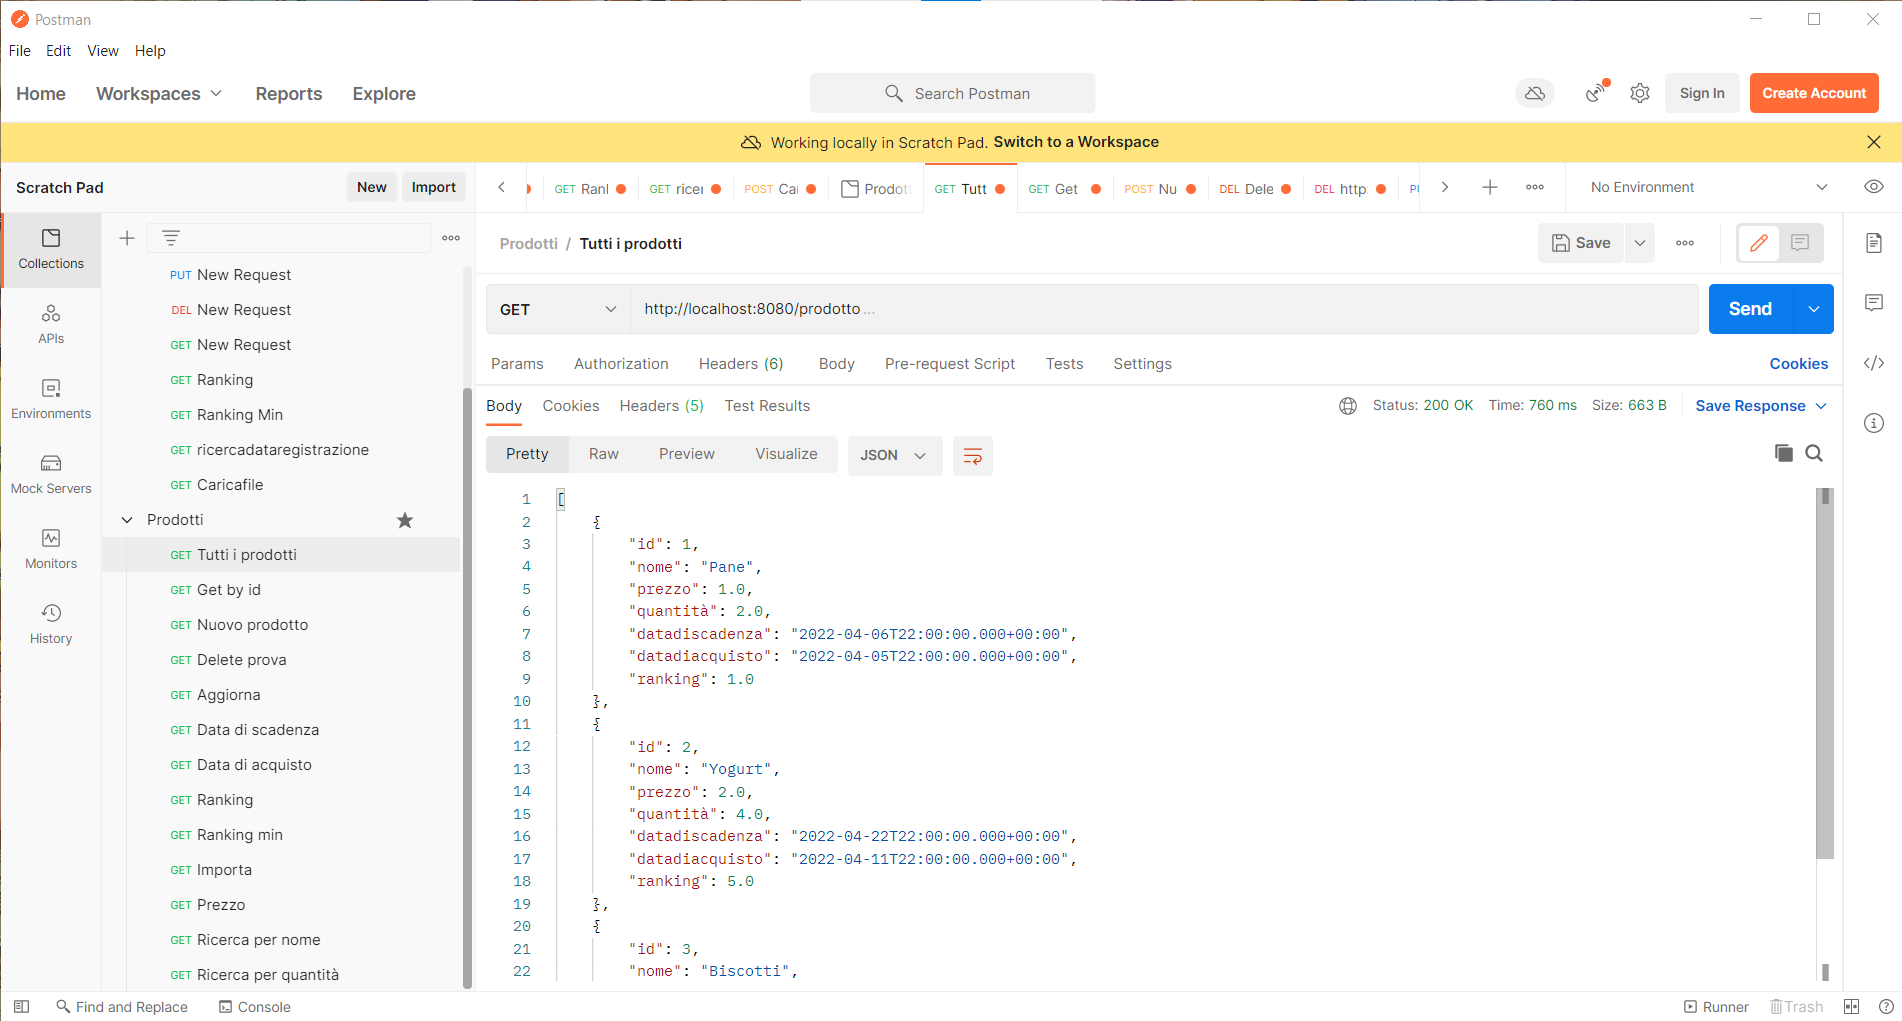 Postman
File Edit View Help
Home Workspaces Reports Explore Search Postman Sign In Create Account
Working locally in Scratch Pad. Switch to a Workspace
Scratch Pad New Import
GET Ranl GET ricer POST Ca Prodot GET Tutt GET Get POST Nu DEL Dele DEL http: No Environment
Collections
APIs
Environments
Mock Servers
Monitors
History
PUT New Request
DEL New Request
GET New Request
GET Ranking
GET Ranking Min
GET ricercadataregistrazione
GET Caricafile
Prodotti
GET Tutti i prodotti
GET Get by id
GET Nuovo prodotto
GET Delete prova
GET Aggiorna
GET Data di scadenza
GET Data di acquisto
GET Ranking
GET Ranking min
GET Importa
GET Prezzo
GET Ricerca per nome
GET Ricerca per quantità
Prodotti / Tutti i prodotti Save
GET http://localhost:8080/prodotto ... Send
Params Authorization Headers (6) Body Pre-request Script Tests Settings Cookies
Body Cookies Headers (5) Test Results Status: 200 OK Time: 760 ms Size: 663 B Save Response
Pretty Raw Preview Visualize JSON
1 [
2 {
3 "id": 1,
4 "nome": "Pane",
5 "prezzo": 1.0,
6 "quantità": 2.0,
7 "datadiscadenza": "2022-04-06T22:00:00.000+00:00",
8 "datadiacquisto": "2022-04-05T22:00:00.000+00:00",
9 "ranking": 1.0
10 },
11 {
12 "id": 2,
13 "nome": "Yogurt",
14 "prezzo": 2.0,
15 "quantità": 4.0,
16 "datadiscadenza": "2022-04-22T22:00:00.000+00:00",
17 "datadiacquisto": "2022-04-11T22:00:00.000+00:00",
18 "ranking": 5.0
19 },
20 {
21 "id": 3,
22 "nome": "Biscotti",
Find and Replace Console Runner Trash